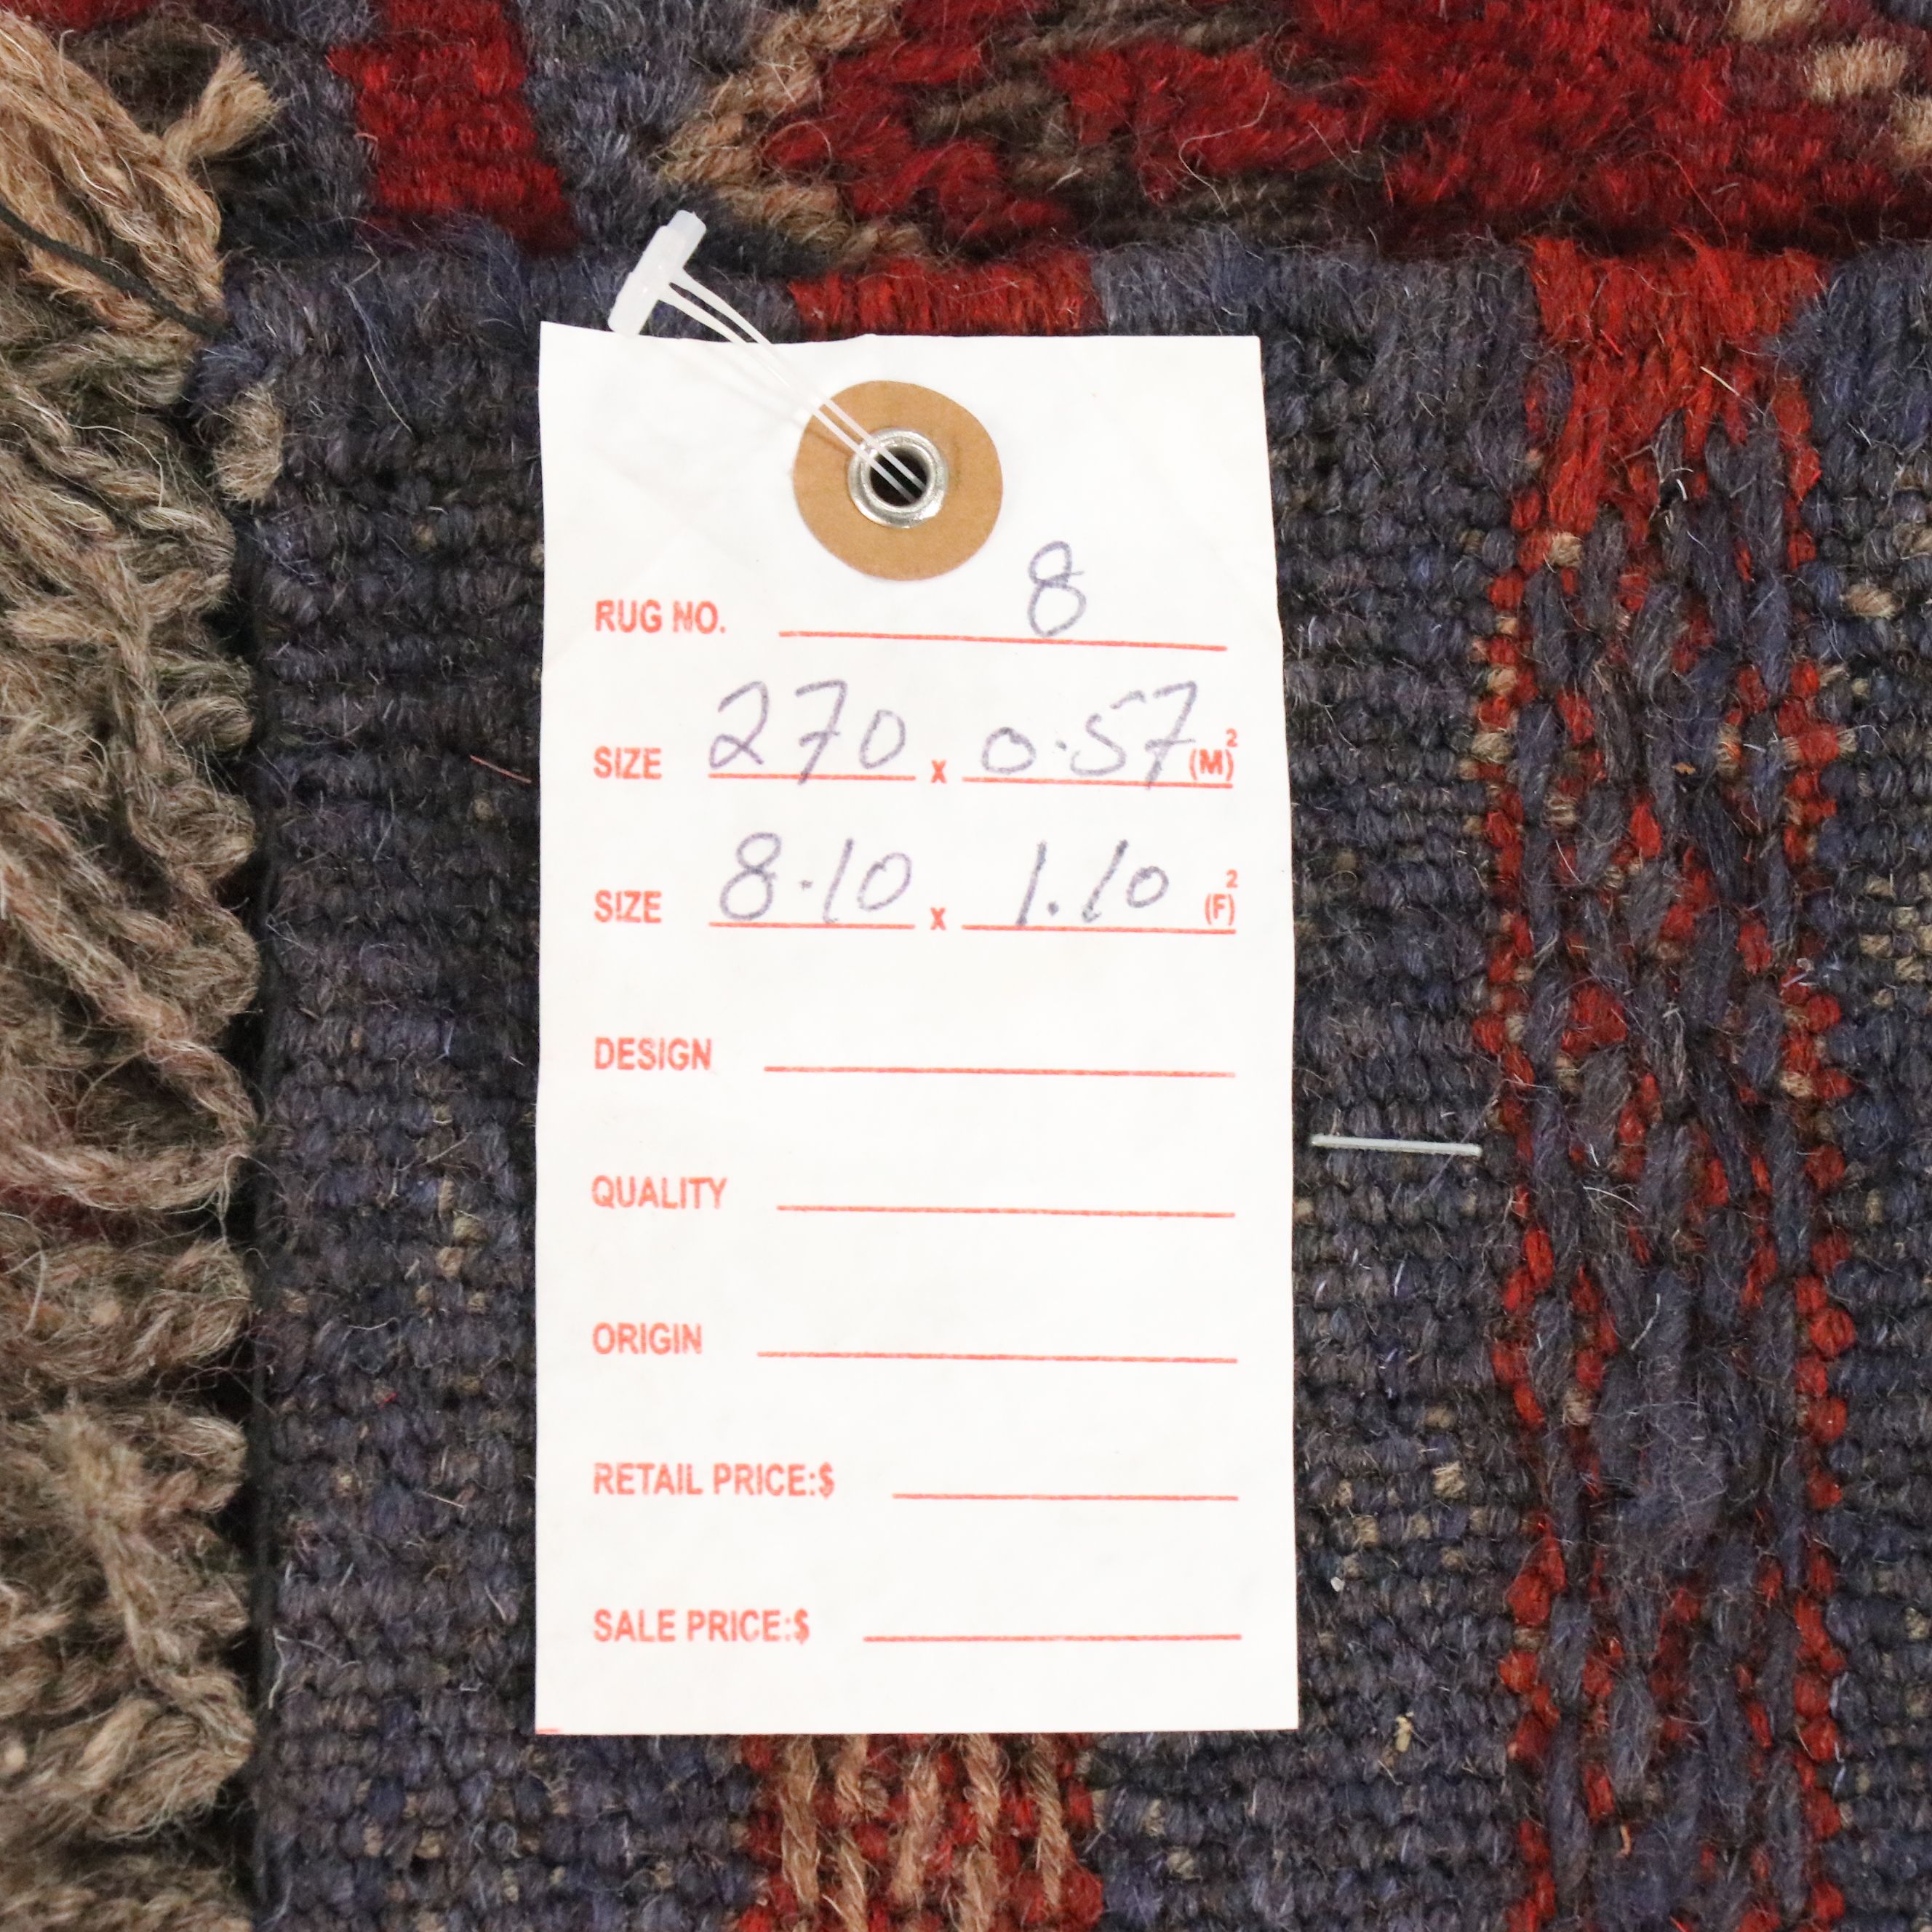 RUG NO. 8
SIZE 270 x 0.57 (M)²
SIZE 8.10 x 1.10 (F)²
DESIGN
QUALITY
ORIGIN
RETAIL PRICE:$
SALE PRICE:$